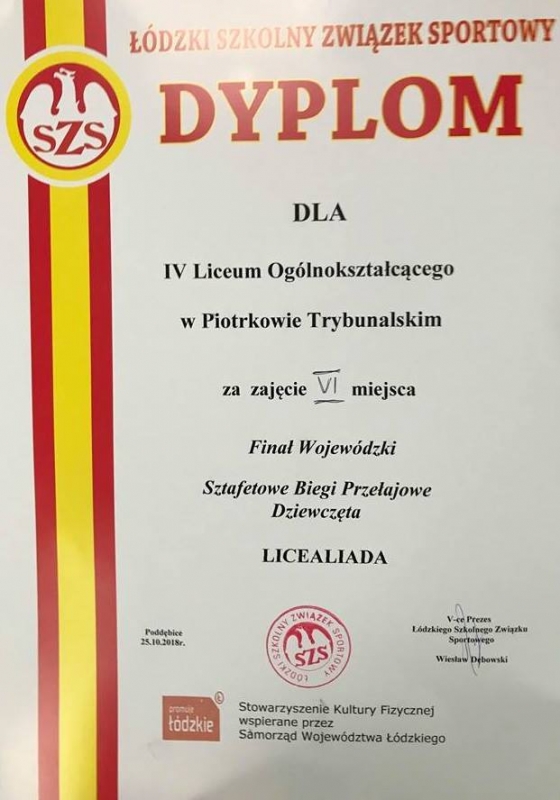 ŁÓDZKI SZKOLNY ZWIĄZEK SPORTOWY
SZS
DYPLOM
DLA
IV Liceum Ogólnokształcącego
w Piotrkowie Trybunalskim
za zajęcie VI miejsca
Finał Wojewódzki
Sztafetowe Biegi Przełajowe
Dziewczęta
LICEALIADA
Poddębice
25.10.2018r.
ŁÓDZKI SZKOLNY ZWIĄZEK SPORTOWY
SZS
V-ce Prezes
Łódzkiego Szkolnego Związku
Sportowego
Wiesław Dębowski
promuje
łódzkie
Stowarzyszenie Kultury Fizycznej
wspierane przez
Samorząd Województwa Łódzkiego